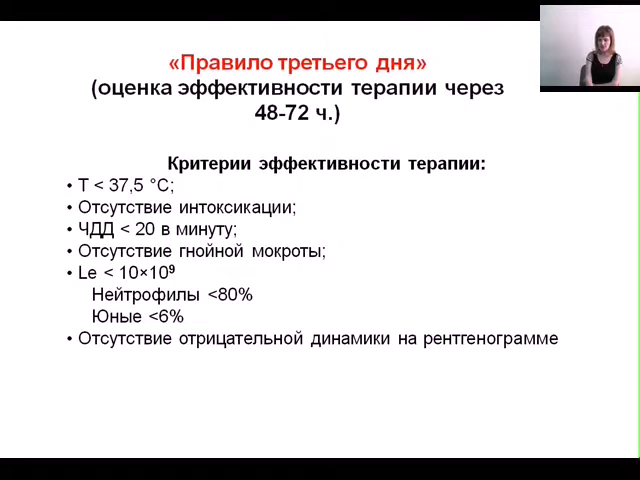 «Правило третьего дня»
(оценка эффективности терапии через
48-72 ч.)
Критерии эффективности терапии:
• Т < 37,5 °С;
• Отсутствие интоксикации;
• ЧДД < 20 в минуту;
• Отсутствие гнойной мокроты;
• Le < 10×10⁹
Нейтрофилы <80%
Юные <6%
• Отсутствие отрицательной динамики на рентгенограмме